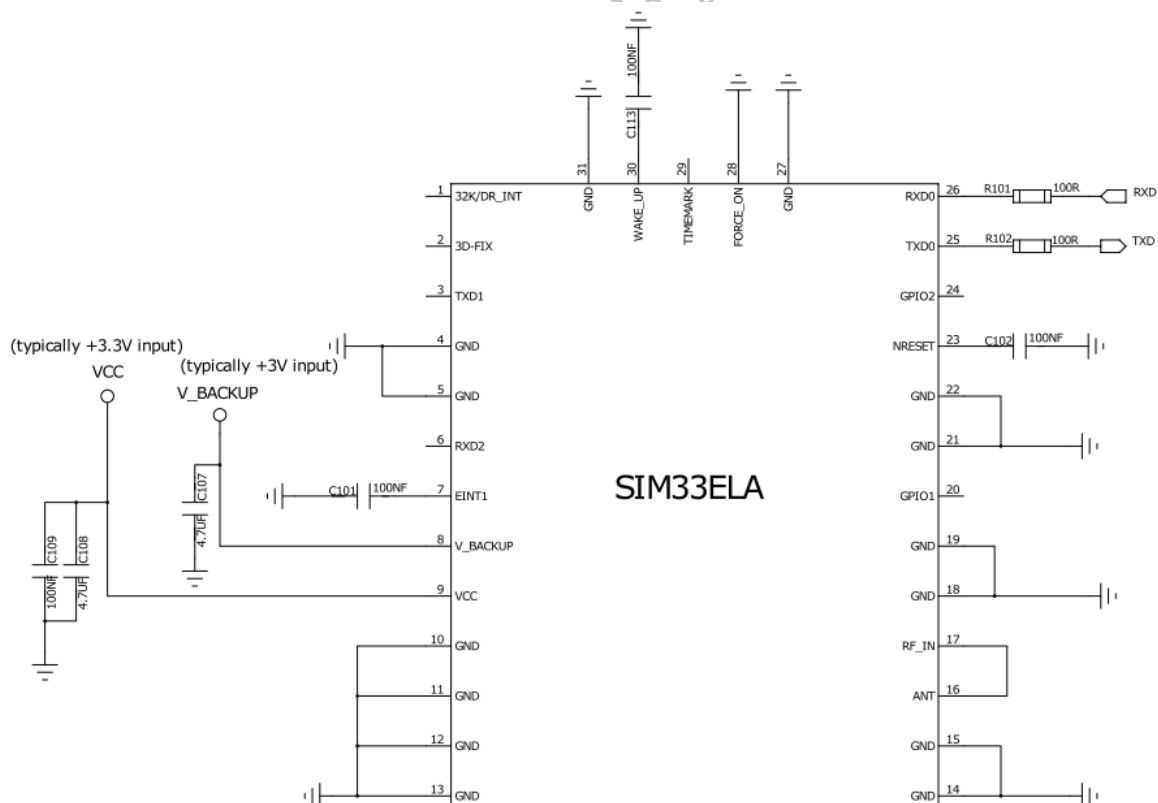 100NF
C113
31
30
29
28
27
GND
WAKE_UP
TIMEMARK
FORCE_ON
GND
1 32K/DR_INT
2 3D-FIX
3 TXD1
4 GND
5 GND
6 RXD2
C101 100NF 7 EINT1
8 V_BACKUP
9 VCC
10 GND
11 GND
12 GND
13 GND
(typically +3.3V input)
VCC
(typically +3V input)
V_BACKUP
C107
4.7UF
C109
100NF
C108
4.7UF
SIM33ELA
RXD0 26 R101 100R RXD
TXD0 25 R102 100R TXD
GPIO2 24
NRESET 23 C102 100NF
GND 22
GND 21
GPIO1 20
GND 19
GND 18
RF_IN 17
ANT 16
GND 15
GND 14